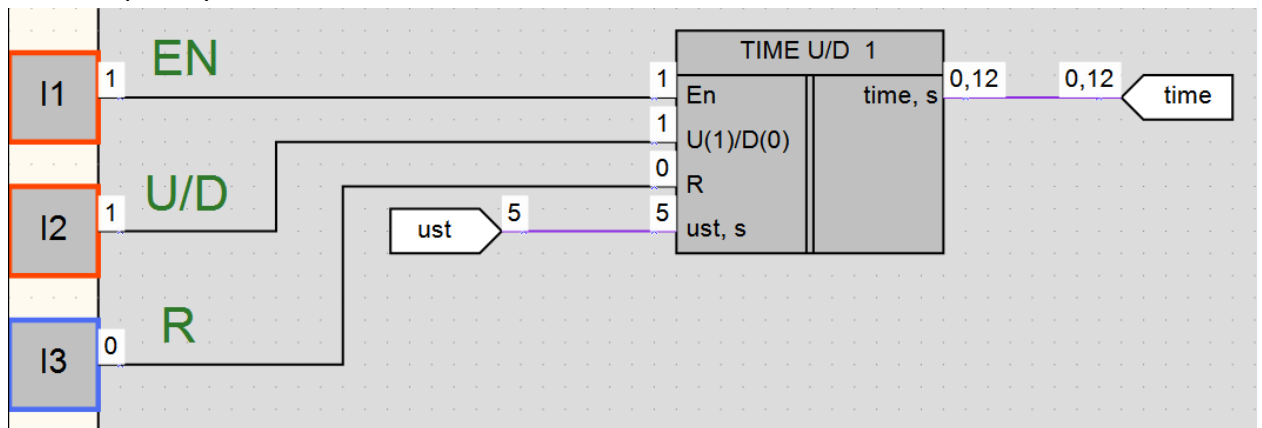 EN
TIME U/D 1
I1
1
1
En
time, s
0,12
0,12
time
1
U(1)/D(0)
U/D
0
R
I2
1
ust
5
5
ust, s
R
I3
0